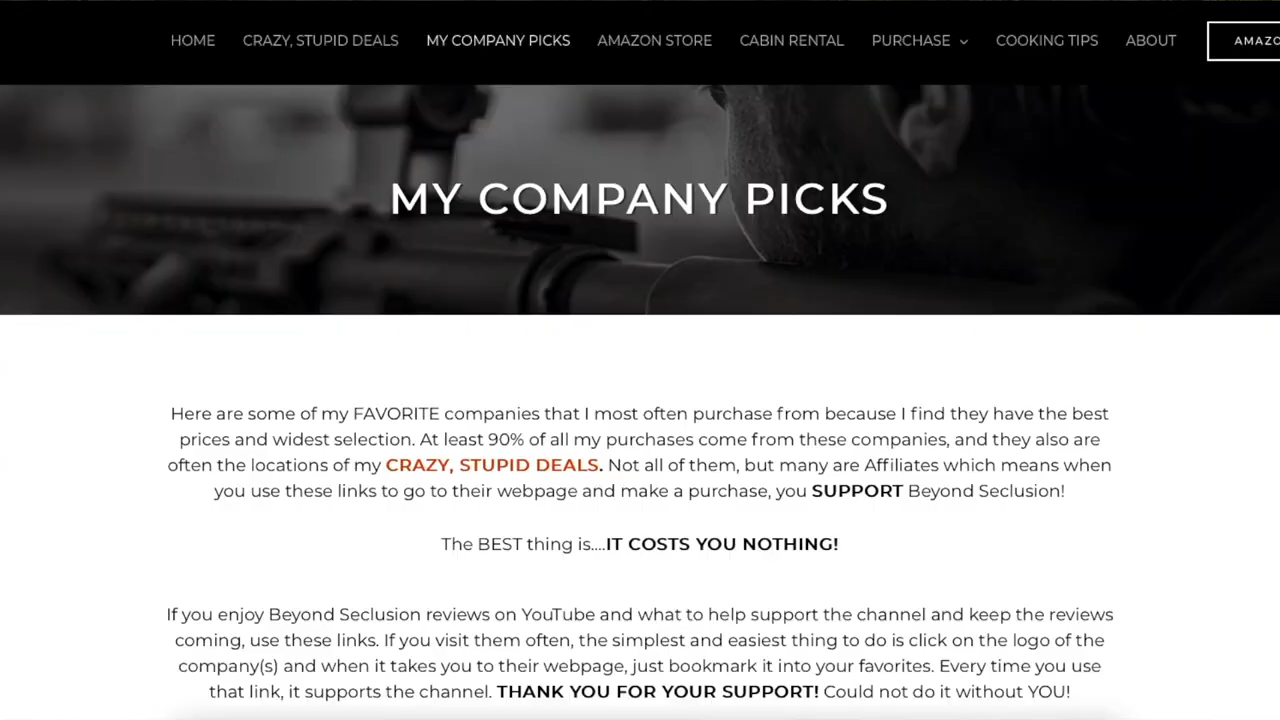 HOME CRAZY, STUPID DEALS MY COMPANY PICKS AMAZON STORE CABIN RENTAL PURCHASE COOKING TIPS ABOUT
MY COMPANY PICKS
Here are some of my FAVORITE companies that I most often purchase from because I find they have the best
prices and widest selection. At least 90% of all my purchases come from these companies, and they also are
often the locations of my CRAZY, STUPID DEALS. Not all of them, but many are Affiliates which means when
you use these links to go to their webpage and make a purchase, you SUPPORT Beyond Seclusion!
The BEST thing is....IT COSTS YOU NOTHING!
If you enjoy Beyond Seclusion reviews on YouTube and what to help support the channel and keep the reviews
coming, use these links. If you visit them often, the simplest and easiest thing to do is click on the logo of the
company(s) and when it takes you to their webpage, just bookmark it into your favorites. Every time you use
that link, it supports the channel. THANK YOU FOR YOUR SUPPORT! Could not do it without YOU!